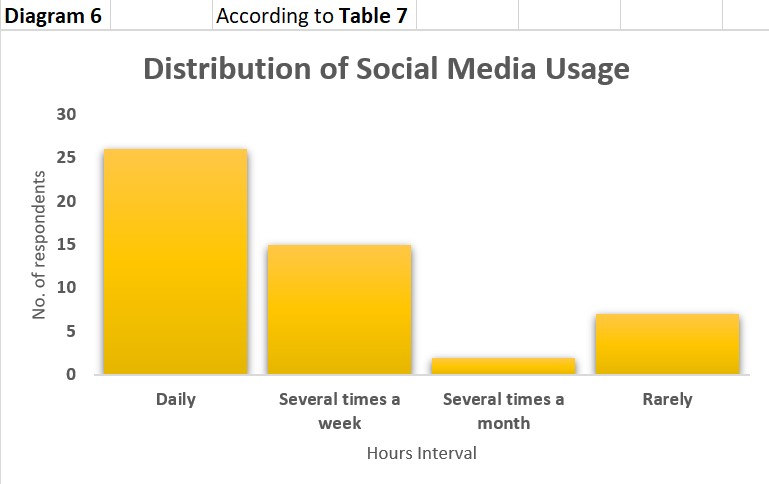 Diagram 6
According to Table 7
Distribution of Social Media Usage
30
25
20
15
10
5
0
No. of respondents
Daily
Several times a
week
Several times a
month
Rarely
Hours Interval